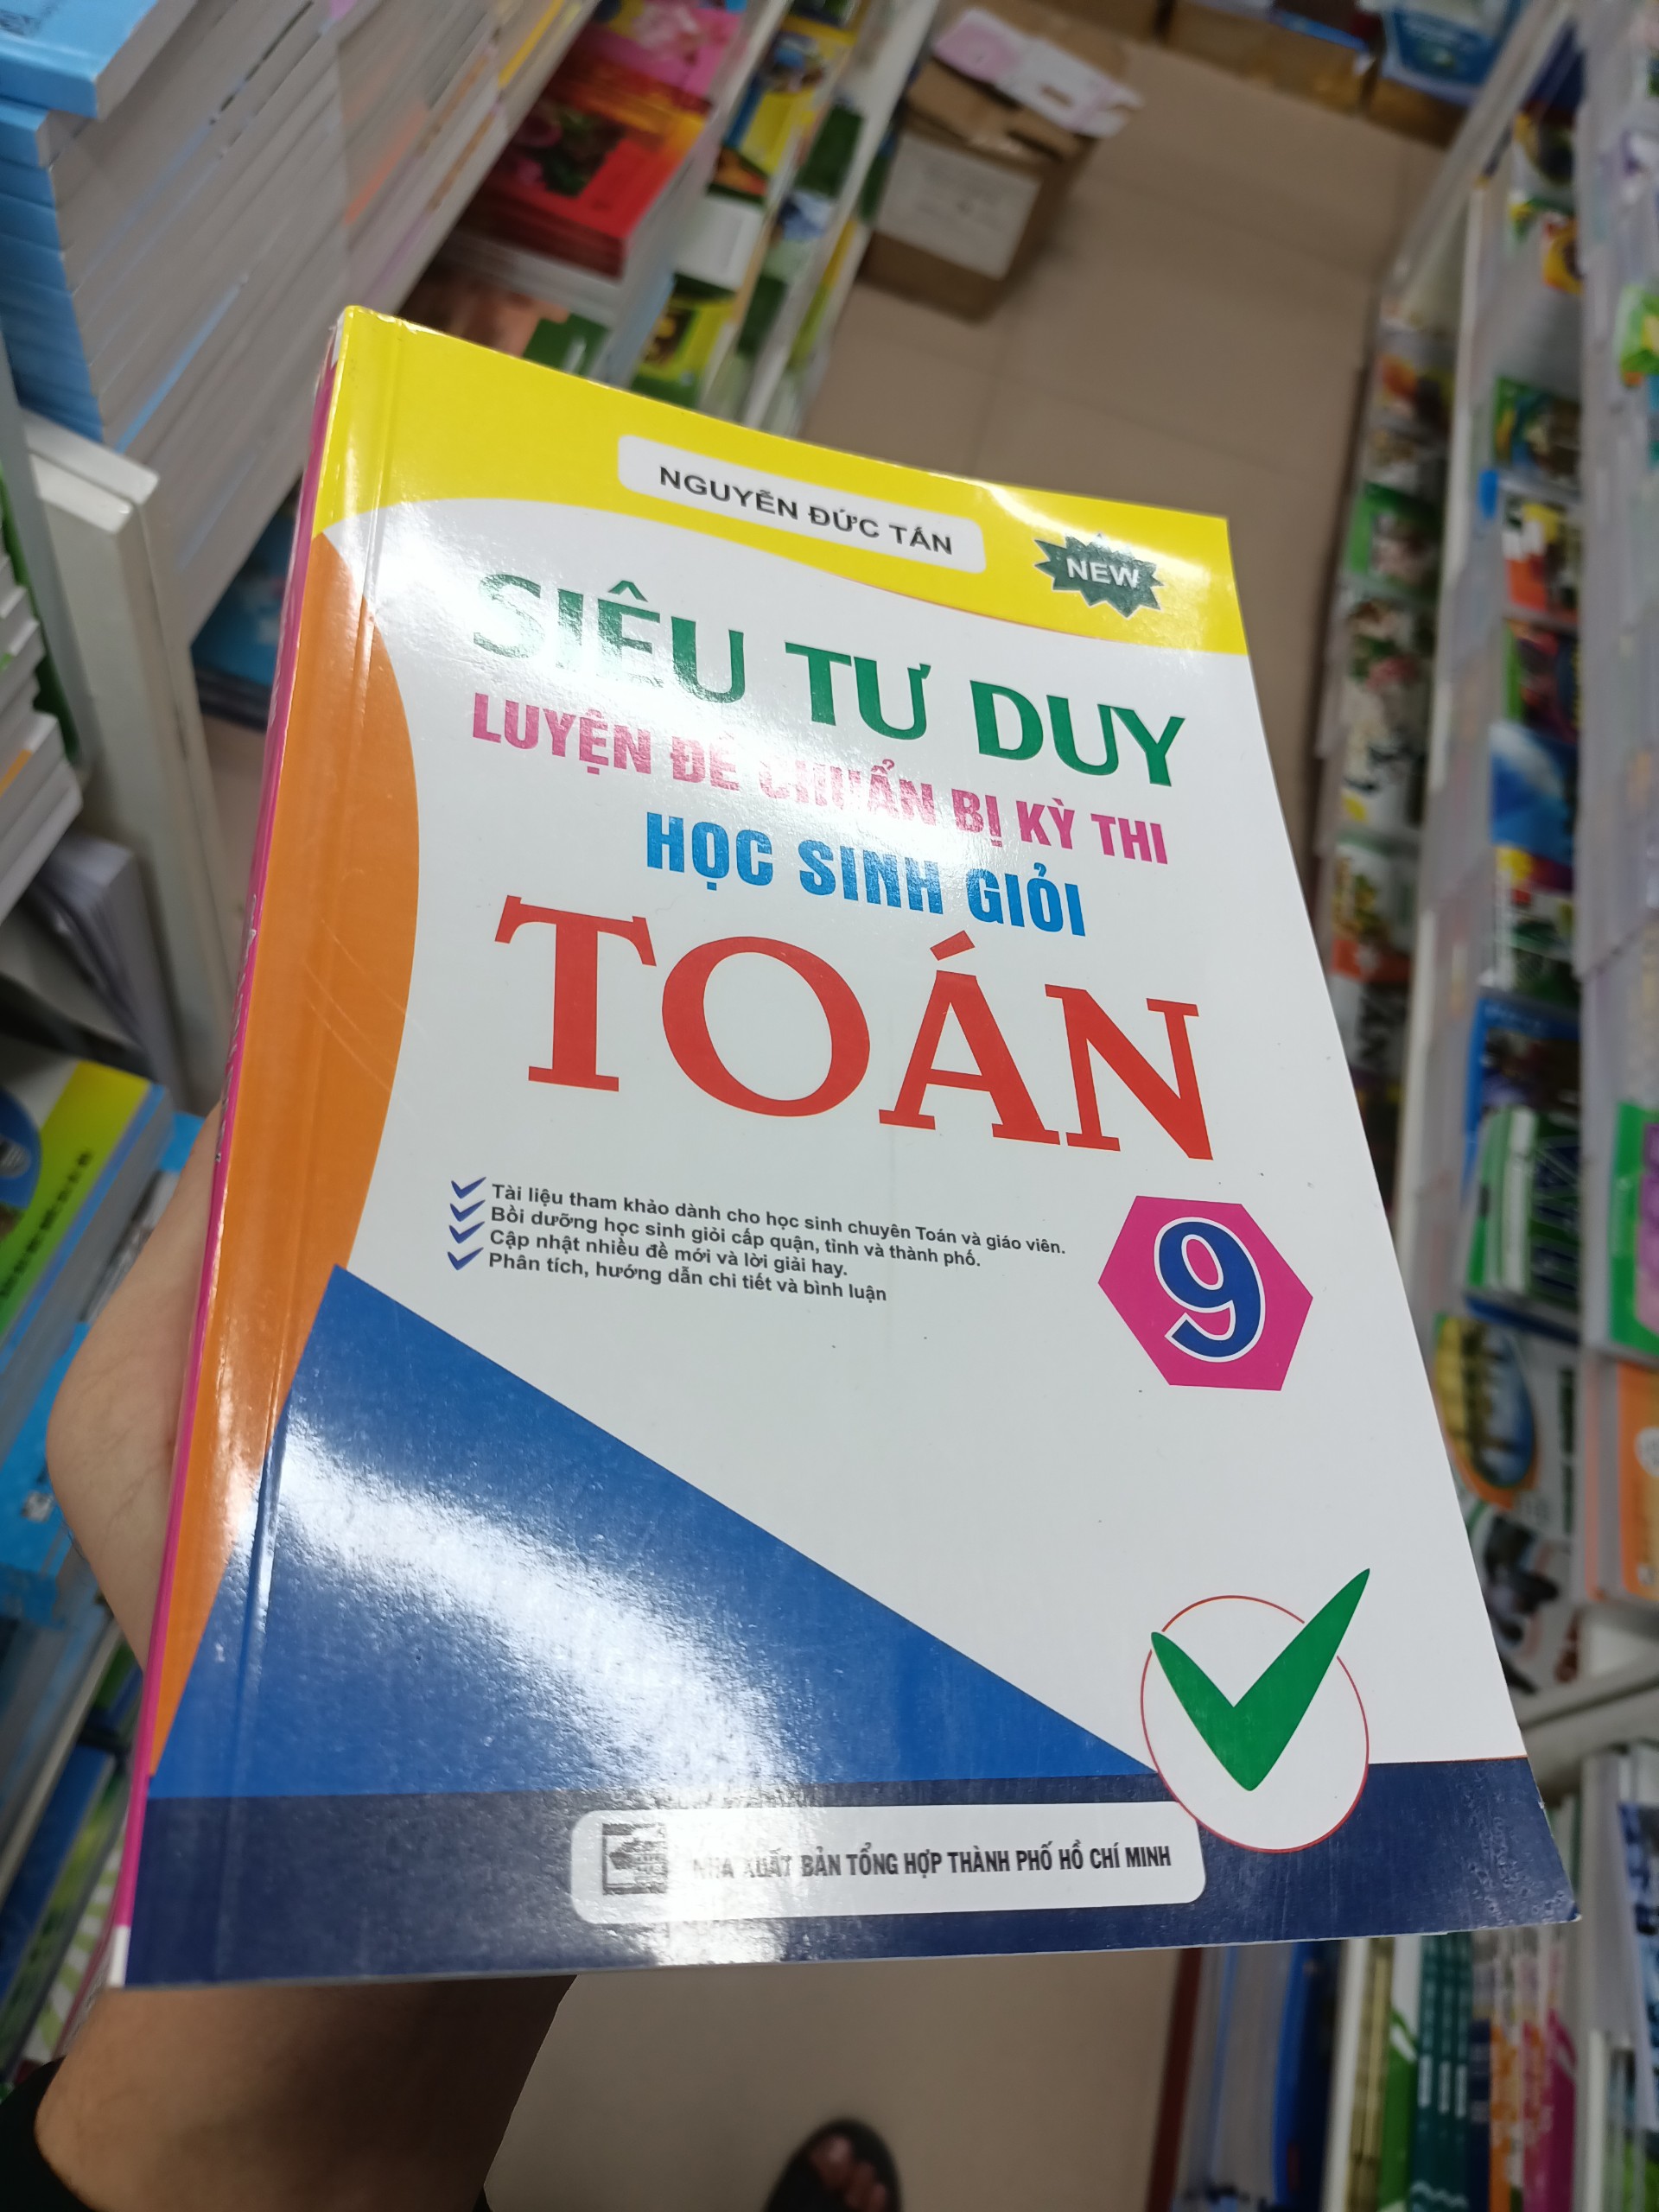 NGUYỄN ĐỨC TẤN
NEW
SIÊU TƯ DUY
LUYỆN ĐỀ CHUẨN BỊ KỲ THI
HỌC SINH GIỎI
TOÁN
Tài liệu tham khảo dành cho học sinh chuyên Toán và giáo viên.
Bồi dưỡng học sinh giỏi cấp quận, tỉnh và thành phố.
Cập nhật nhiều đề mới và lời giải hay.
Phân tích, hướng dẫn chi tiết và bình luận
9
NHÀ XUẤT BẢN TỔNG HỢP THÀNH PHỐ HỒ CHÍ MINH